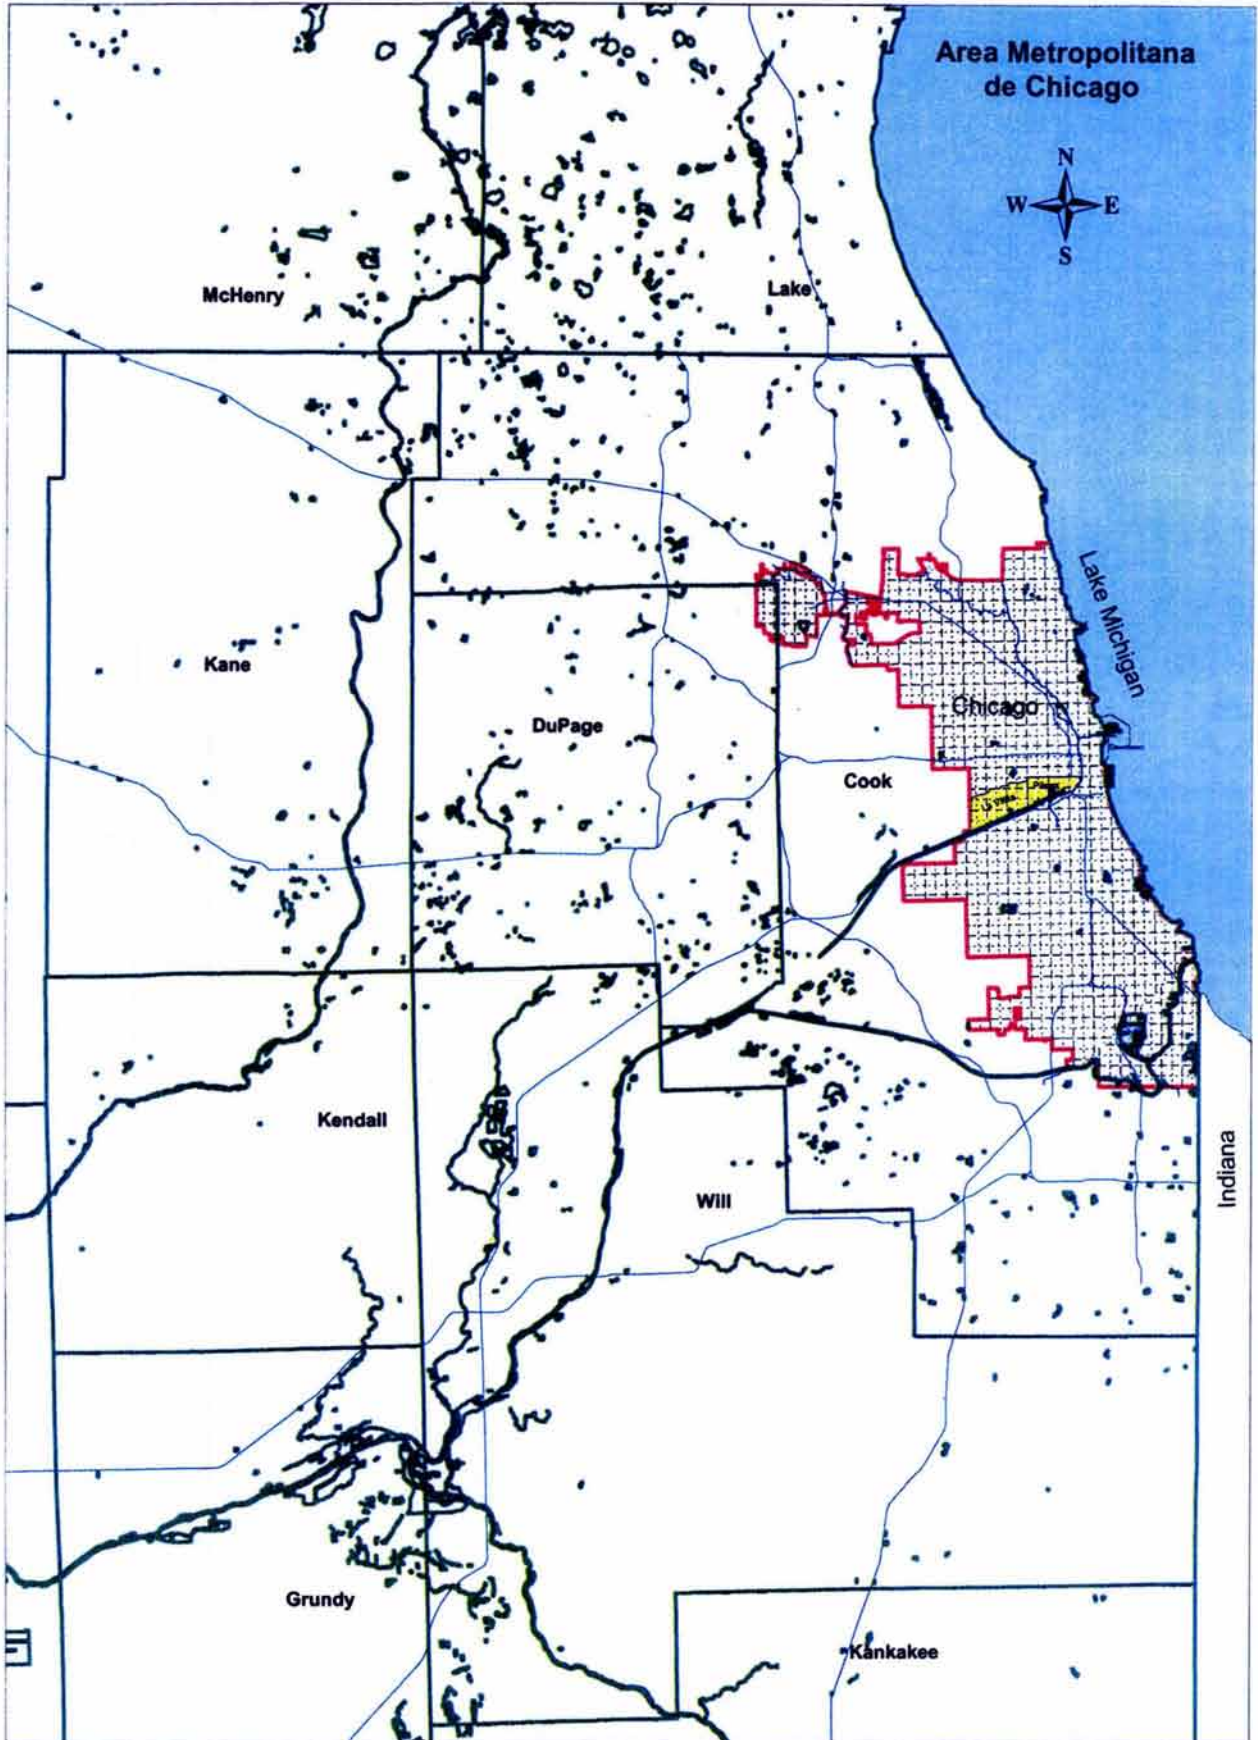 Area Metropolitana
de Chicago
N
W E
S
McHenry
Lake
Lake Michigan
Kane
Chicago
DuPage
Cook
Kendall
Indiana
Will
Grundy
Kankakee